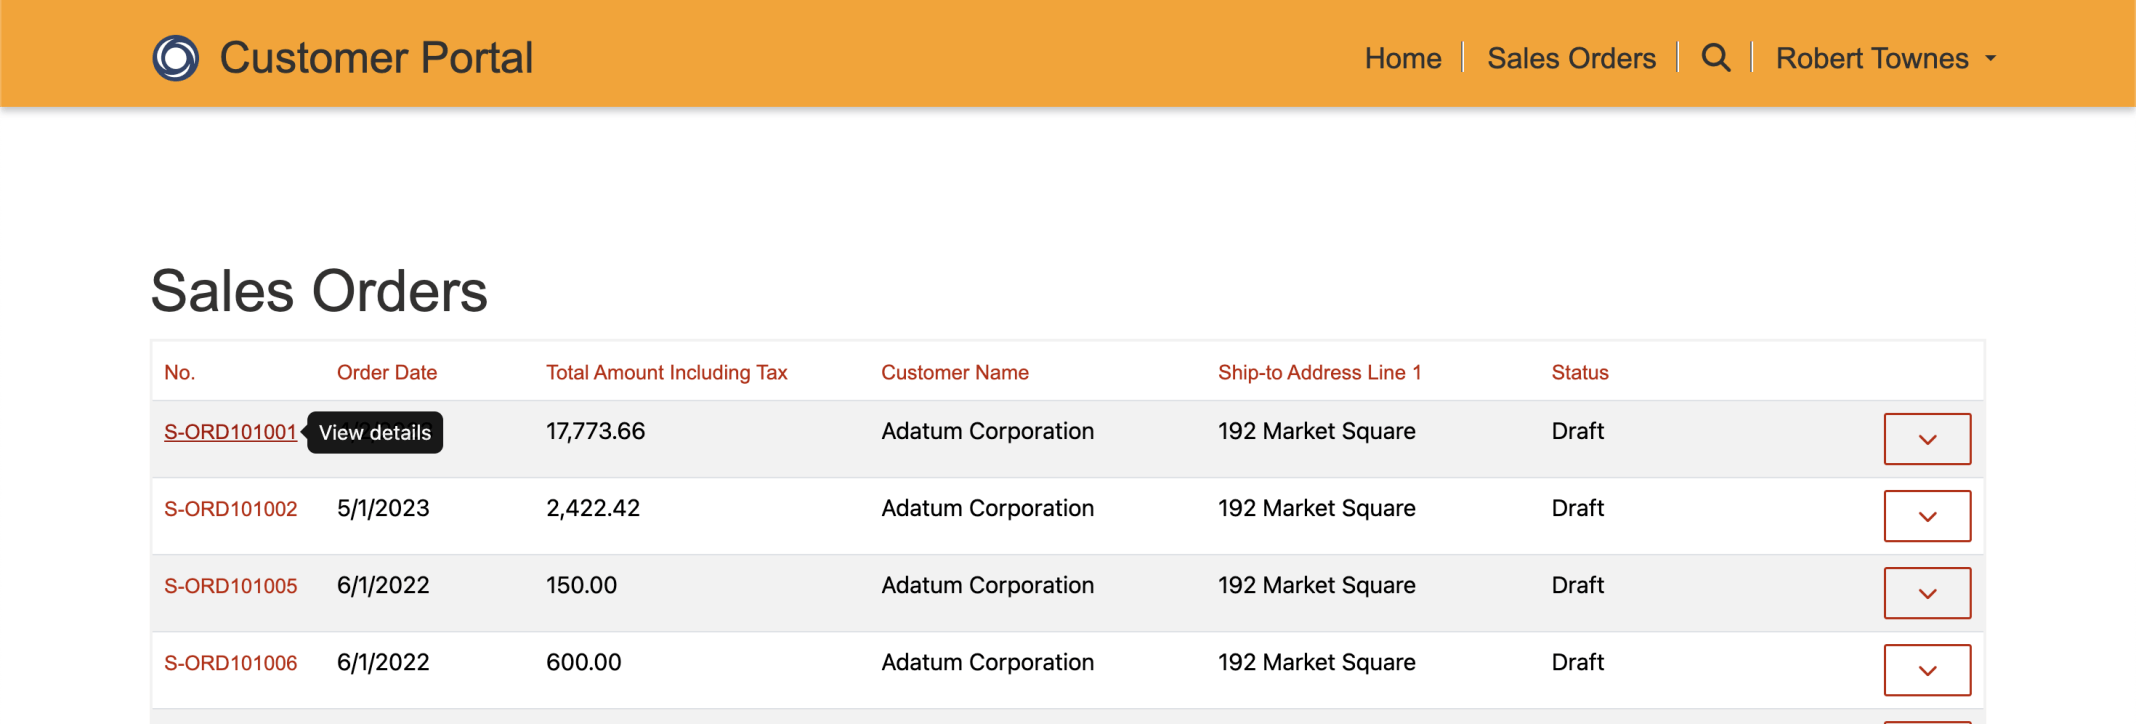 Customer Portal
Home Sales Orders Robert Townes
Sales Orders
No. Order Date Total Amount Including Tax Customer Name Ship-to Address Line 1 Status
S-ORD101001 View details 17,773.66 Adatum Corporation 192 Market Square Draft
S-ORD101002 5/1/2023 2,422.42 Adatum Corporation 192 Market Square Draft
S-ORD101005 6/1/2022 150.00 Adatum Corporation 192 Market Square Draft
S-ORD101006 6/1/2022 600.00 Adatum Corporation 192 Market Square Draft